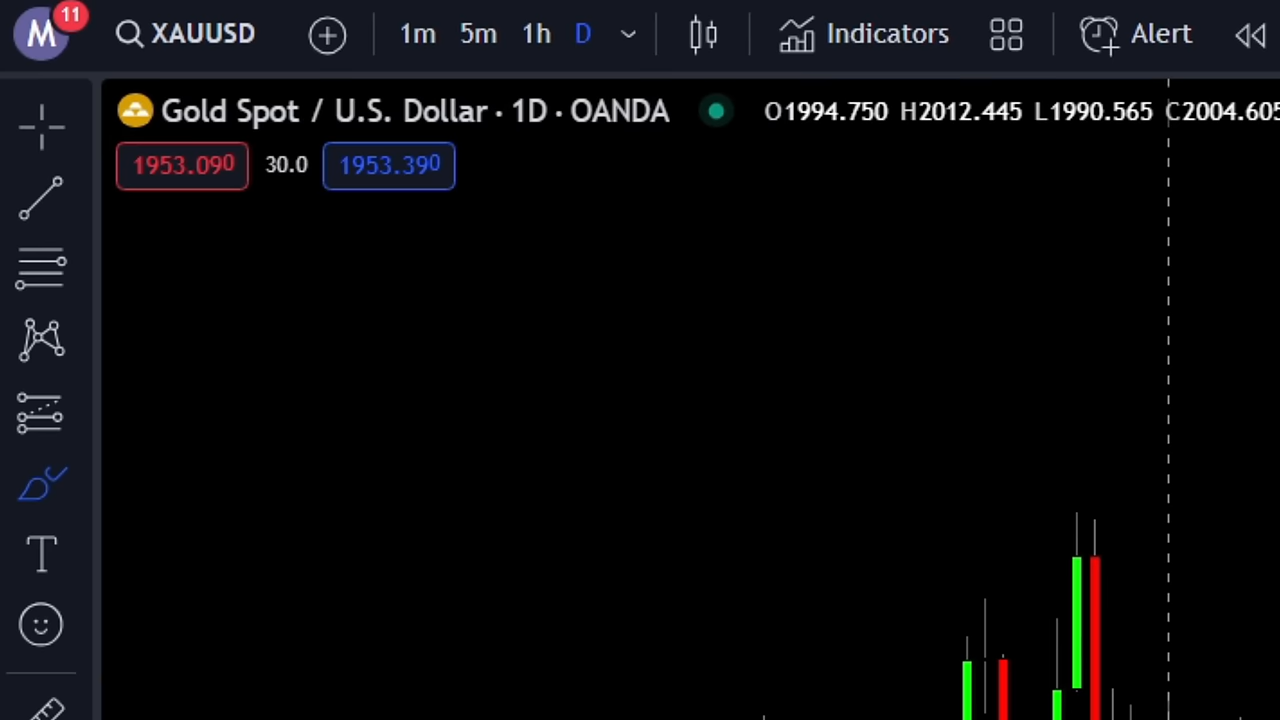 M 11 XAUUSD 1m 5m 1h D Indicators Alert
Gold Spot / U.S. Dollar · 1D · OANDA O1994.750 H2012.445 L1990.565 C2004.605
1953.090 30.0 1953.390
T